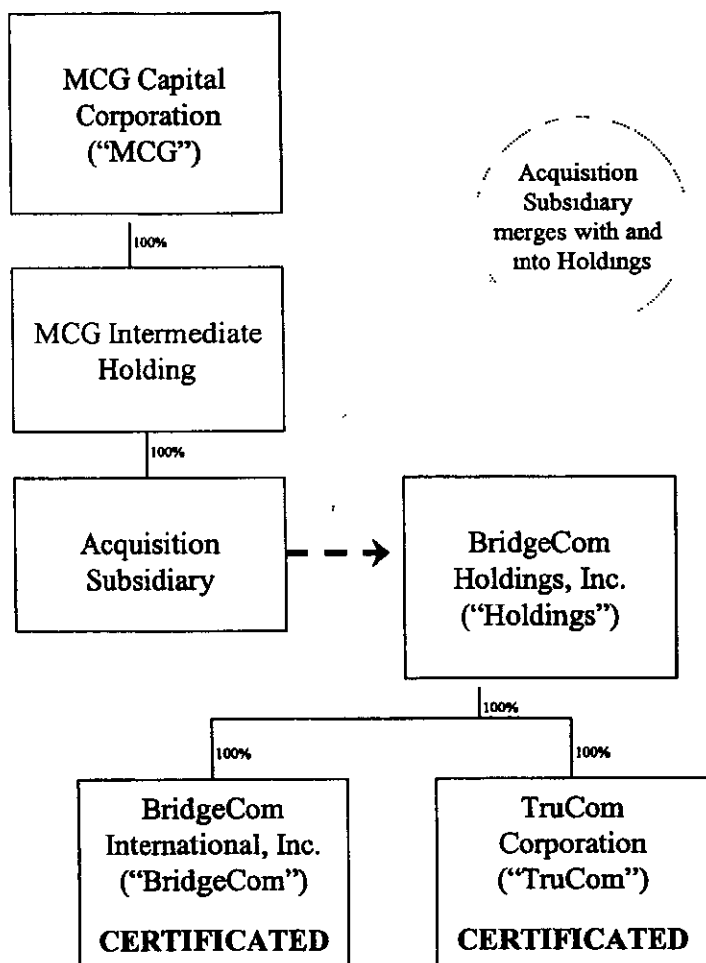 MCG Capital
Corporation
(“MCG”)
100%
Acquisition
Subsidiary
merges with and
into Holdings
MCG Intermediate
Holding
100%
Acquisition
Subsidiary
BridgeCom
Holdings, Inc.
(“Holdings”)
100%
100%
100%
BridgeCom
International, Inc.
(“BridgeCom”)
CERTIFICATED
TruCom
Corporation
(“TruCom”)
CERTIFICATED